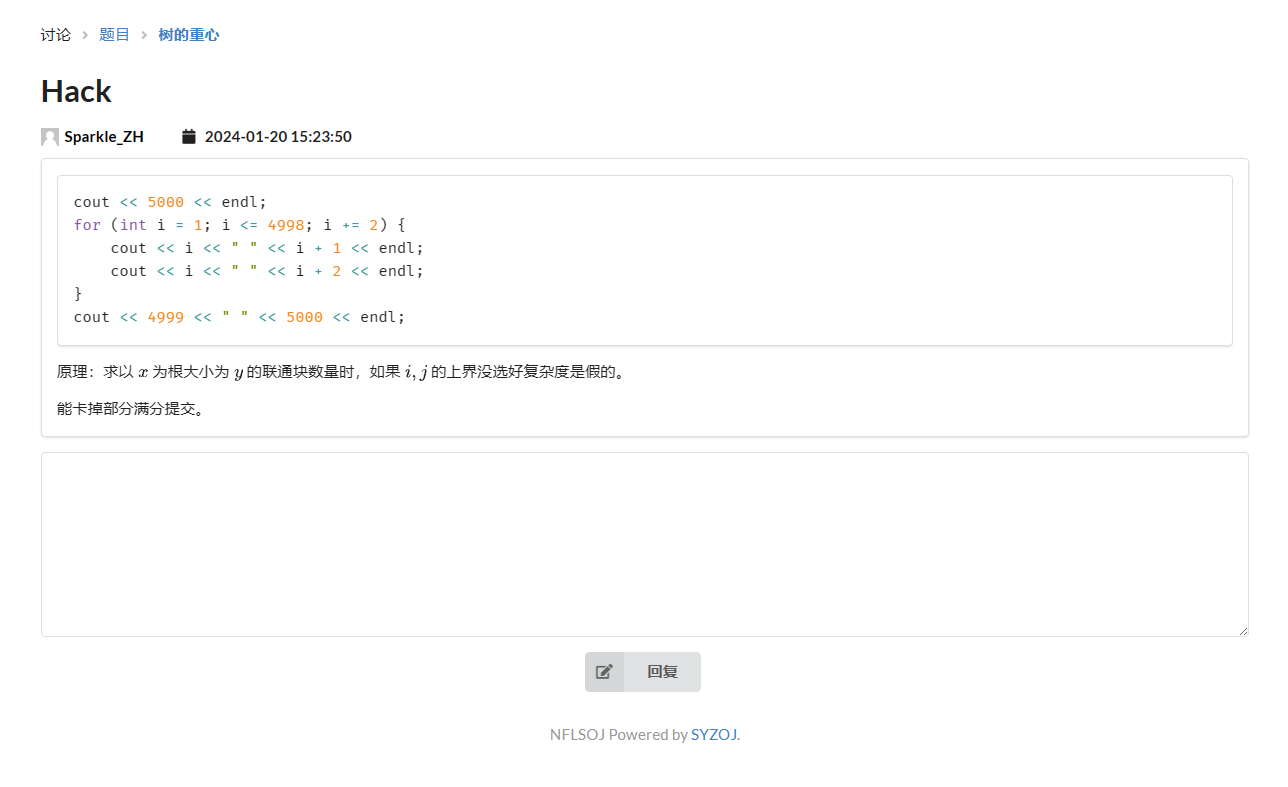 讨论 > 题目 > 树的重心
Hack
Sparkle_ZH 2024-01-20 15:23:50
cout << 5000 << endl;
for (int i = 1; i <= 4998; i += 2) {
    cout << i << " " << i + 1 << endl;
    cout << i << " " << i + 2 << endl;
}
cout << 4999 << " " << 5000 << endl;
原理：求以 x 为根大小为 y 的联通块数量时，如果 i, j 的上界没选好复杂度是假的。
能卡掉部分满分提交。
回复
NFLSOJ Powered by SYZOJ.